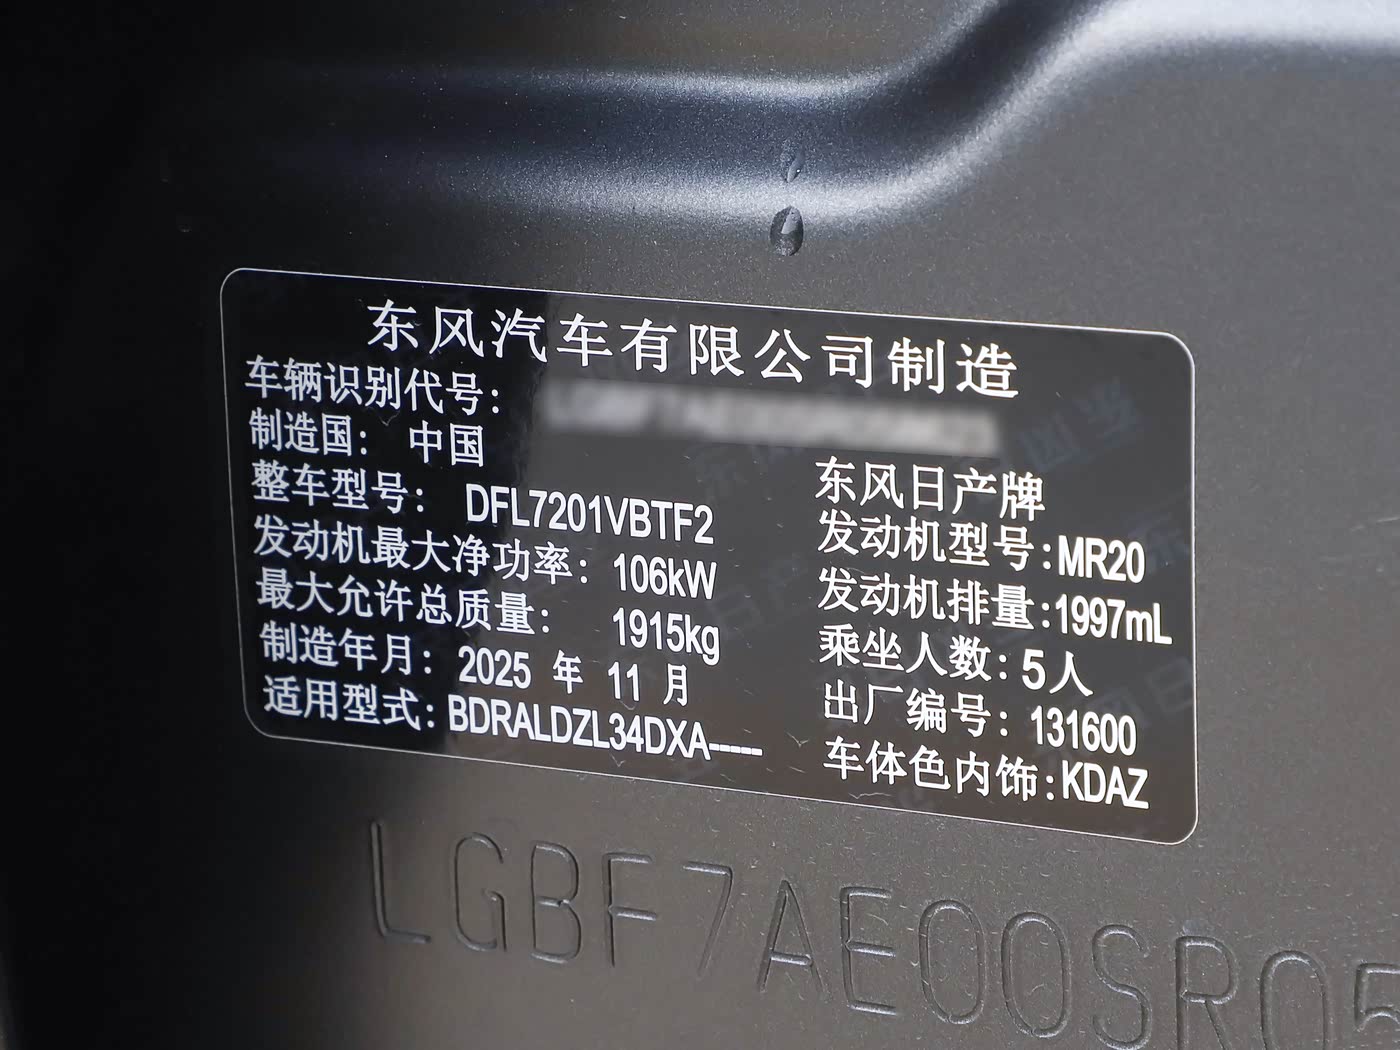 东风汽车有限公司制造
车辆识别代号：
制造国： 中国
东风日产牌
整车型号： DFL7201VBTF2
发动机型号：MR20
发动机最大净功率： 106kW
发动机排量：1997mL
最大允许总质量： 1915kg
乘坐人数：5人
制造年月： 2025 年 11 月
出厂编号： 131600
适用型式：BDRALDZL34DXA-----
车体色内饰：KDAZ
LGBF7AE00SR05